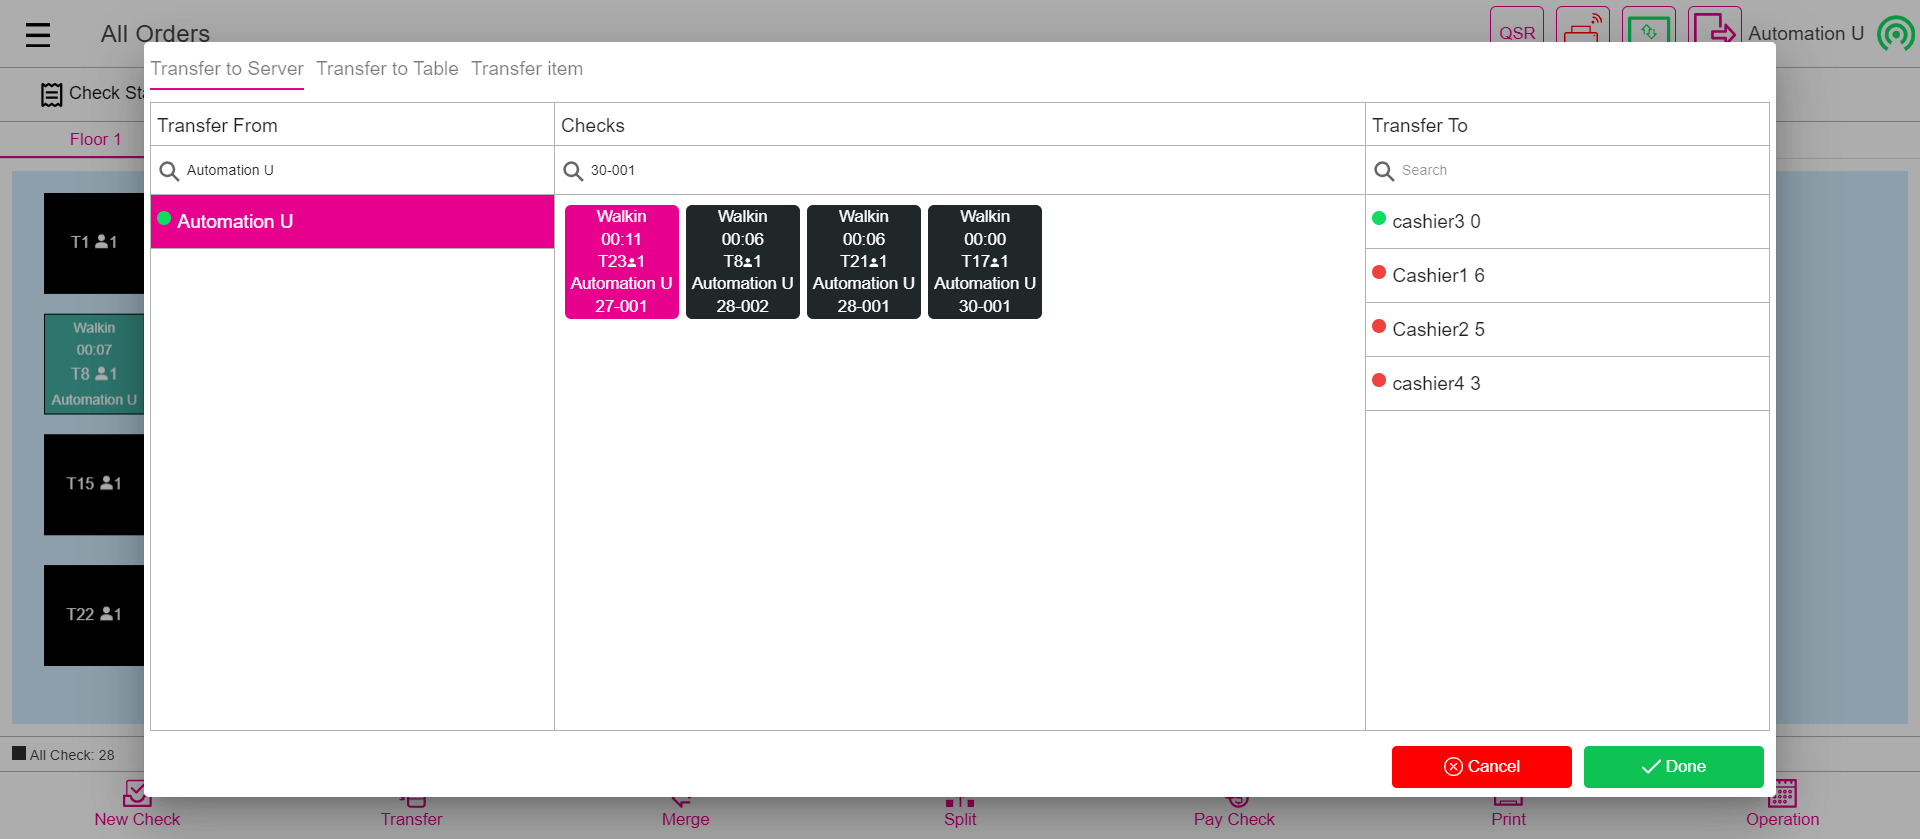 All Orders
QSR
Automation U
Check Sta
Floor 1
T1 1
Walkin
00:07
T8 1
Automation U
T15 1
T22 1
All Check: 28
Transfer to Server
Transfer to Table
Transfer item
Transfer From
Automation U
Automation U
Checks
30-001
Walkin
00:11
T23 1
Automation U
27-001
Walkin
00:06
T8 1
Automation U
28-002
Walkin
00:06
T21 1
Automation U
28-001
Walkin
00:00
T17 1
Automation U
30-001
Transfer To
Search
cashier3 0
Cashier1 6
Cashier2 5
cashier4 3
Cancel
Done
New Check
Transfer
Merge
Split
Pay Check
Print
Operation